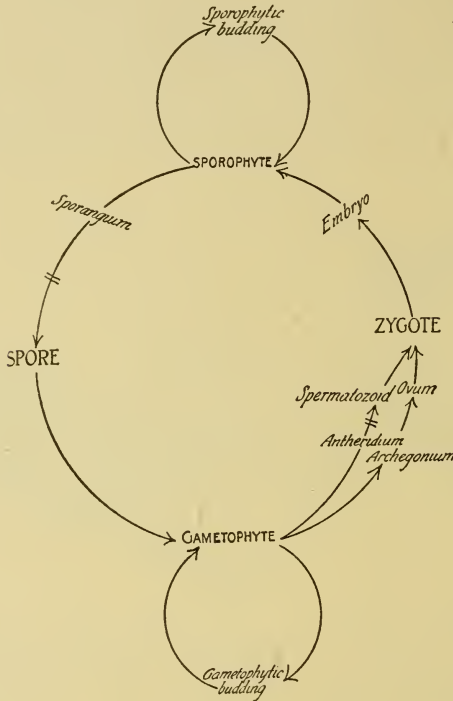 Sporophytic
budding
SPOROPHYTE
Sporangium
Embryo
ZYGOTE
SPORE
Spermatozoid Ovum
Antheridium
Archegonium
GAMETOPHYTE
Gametophytic
budding